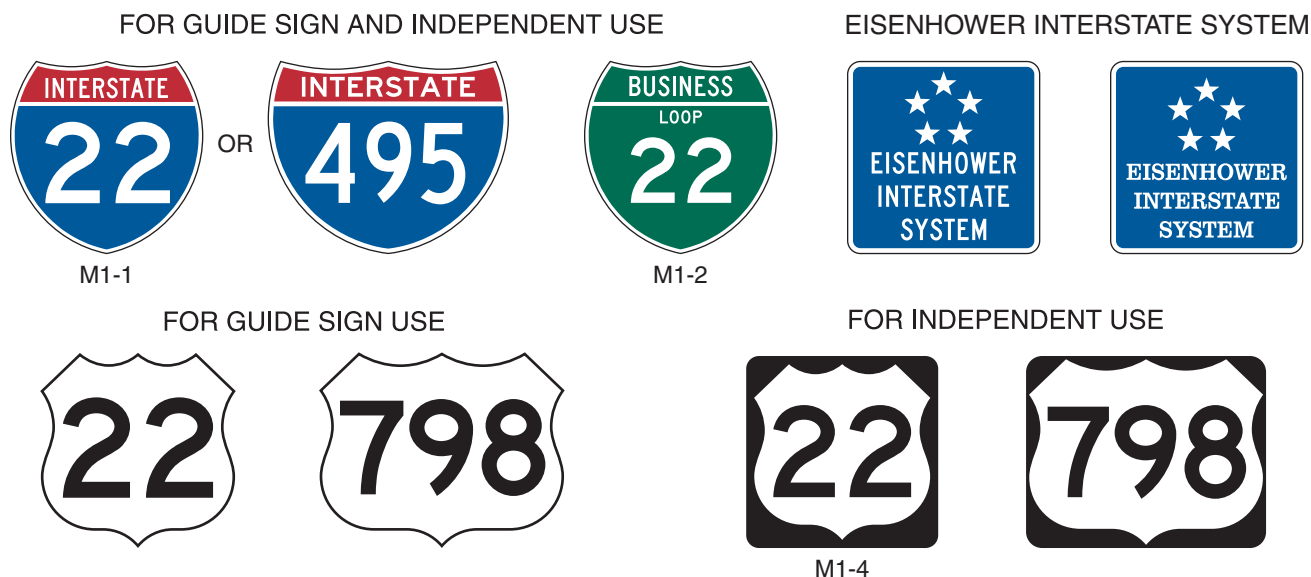 FOR GUIDE SIGN AND INDEPENDENT USE
EISENHOWER INTERSTATE SYSTEM
INTERSTATE
22
OR
INTERSTATE
495
BUSINESS
LOOP
22
EISENHOWER
INTERSTATE
SYSTEM
EISENHOWER
INTERSTATE
SYSTEM
M1-1
M1-2
FOR GUIDE SIGN USE
FOR INDEPENDENT USE
22
798
22
798
M1-4